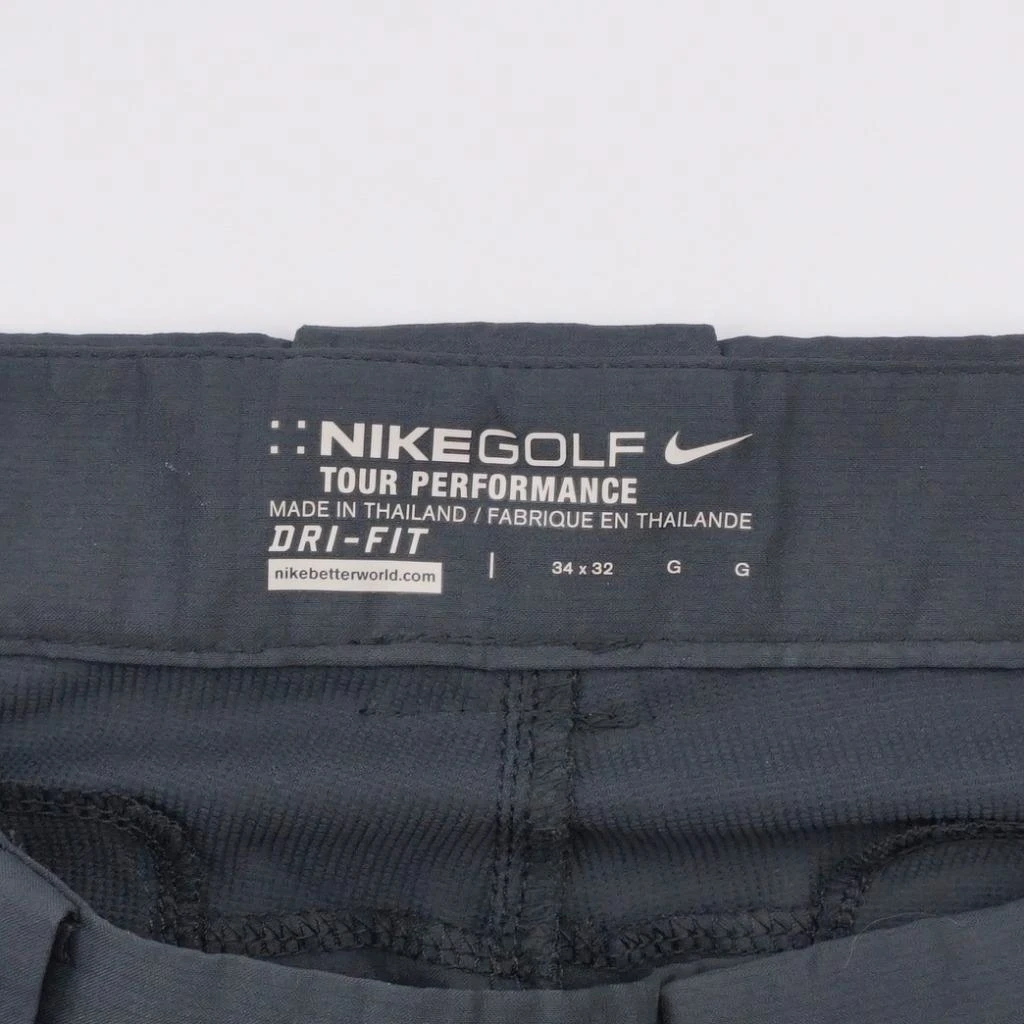 NIKEGOLF
TOUR PERFORMANCE
MADE IN THAILAND / FABRIQUE EN THAILANDE
DRI-FIT
nikebetterworld.com | 34 x 32 G G